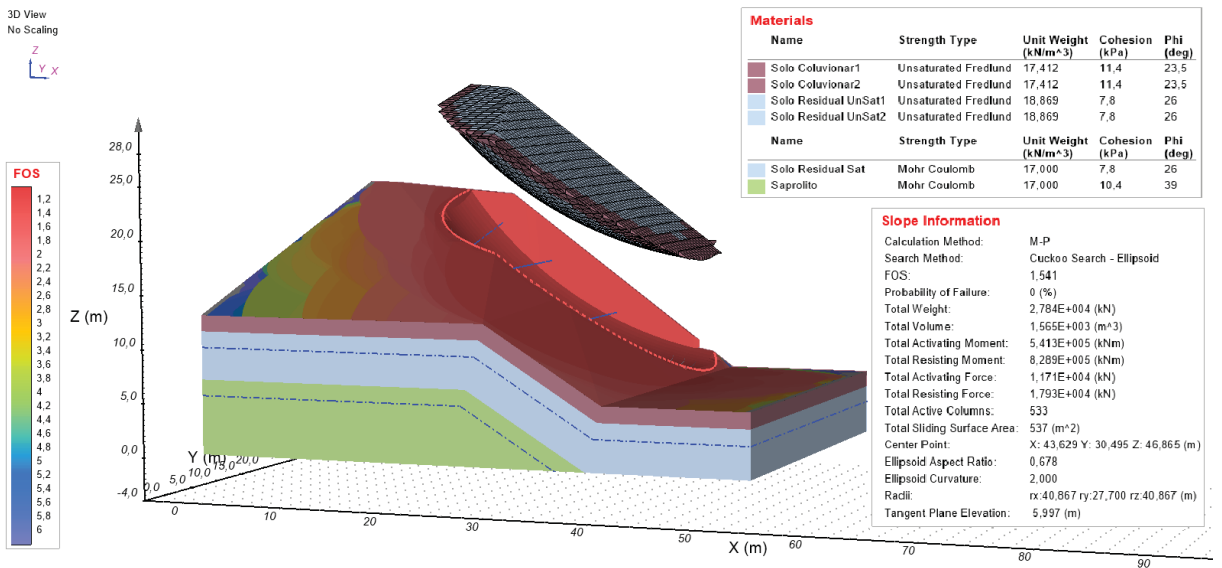 3D View
No Scaling
Z
Y X
FOS
1,2
1,4
1,6
1,8
2
2,2
2,4
2,6
2,8
3
3,2
3,4
3,6
3,8
4
4,2
4,4
4,6
4,8
5
5,2
5,4
5,6
5,8
6
28,0
25,0
20,0
15,0
10,0
5,0
0,0
-4,0
Z (m)
Y (m)
0,0 5,0 10,0 15,0 20,0
0 10 20 30 40 50 60 70 80 90
X (m)
Materials
Name Strength Type Unit Weight (kN/m^3) Cohesion (kPa) Phi (deg)
Solo Coluvionar1 Unsaturated Fredlund 17,412 11,4 23,5
Solo Coluvionar2 Unsaturated Fredlund 17,412 11,4 23,5
Solo Residual UnSat1 Unsaturated Fredlund 18,869 7,8 26
Solo Residual UnSat2 Unsaturated Fredlund 18,869 7,8 26
Name Strength Type Unit Weight (kN/m^3) Cohesion (kPa) Phi (deg)
Solo Residual Sat Mohr Coulomb 17,000 7,8 26
Saprolito Mohr Coulomb 17,000 10,4 39
Slope Information
Calculation Method: M-P
Search Method: Cuckoo Search - Ellipsoid
FOS: 1,541
Probability of Failure: 0 (%)
Total Weight: 2,784E+004 (kN)
Total Volume: 1,565E+003 (m^3)
Total Activating Moment: 5,413E+005 (kNm)
Total Resisting Moment: 8,289E+005 (kNm)
Total Activating Force: 1,171E+004 (kN)
Total Resisting Force: 1,793E+004 (kN)
Total Active Columns: 533
Total Sliding Surface Area: 537 (m^2)
Center Point: X: 43,629 Y: 30,495 Z: 46,865 (m)
Ellipsoid Aspect Ratio: 0,678
Ellipsoid Curvature: 2,000
Radii: rx:40,867 ry:27,700 rz:40,867 (m)
Tangent Plane Elevation: 5,997 (m)